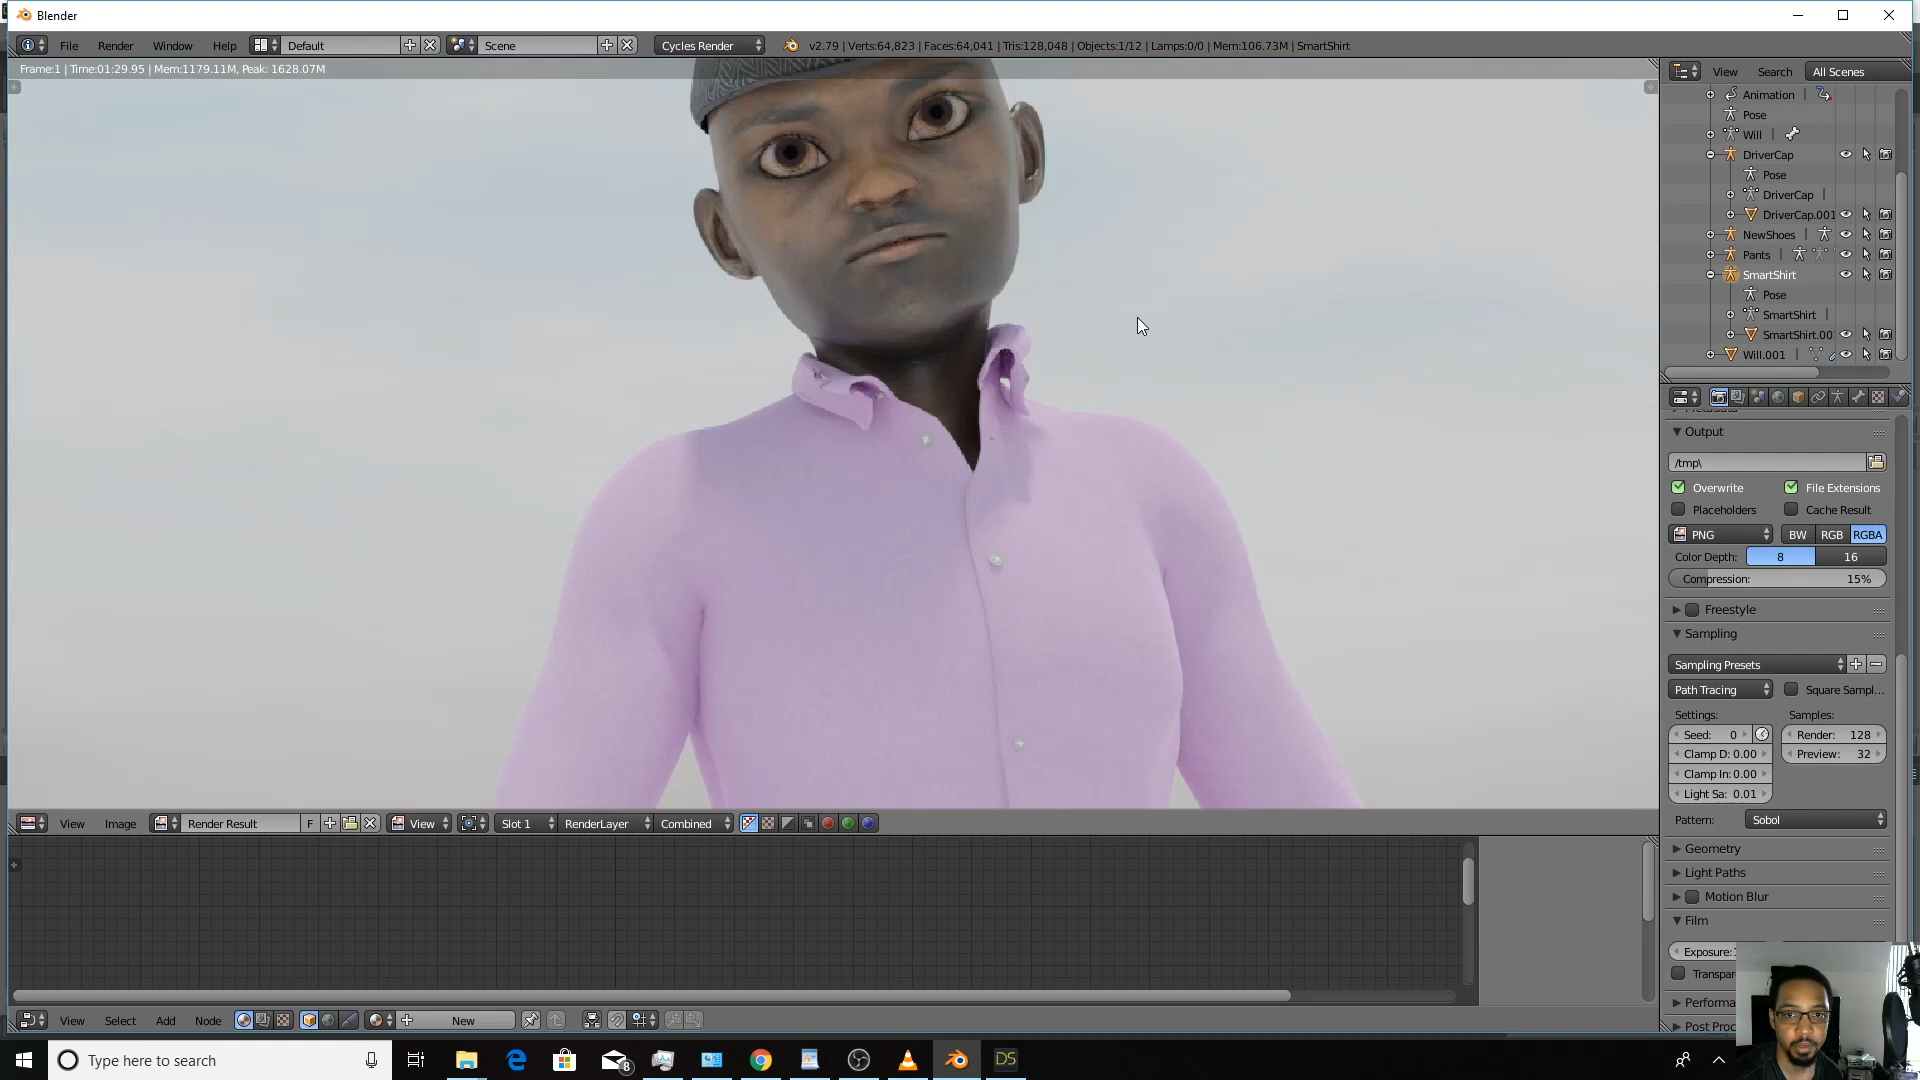 Blender
File Render Window Help Default Scene Cycles Render v2.79 | Verts:64,823 | Faces:64,041 | Tris:128,048 | Objects:1/12 | Lamps:0/0 | Mem:106.73M | SmartShirt
Frame:1 | Time:01:29.95 | Mem:1179.11M, Peak: 1628.07M
View Search All Scenes
Animation
Pose
Will
DriverCap
Pose
DriverCap
DriverCap.001
NewShoes
Pants
SmartShirt
Pose
SmartShirt
SmartShirt.00
Will.001
Output
/tmp\
Overwrite File Extensions
Placeholders Cache Result
PNG BW RGB RGBA
Color Depth: 8 16
Compression: 15%
Freestyle
Sampling
Sampling Presets
Path Tracing Square Sampl...
Settings: Samples:
Seed: 0 Render: 128
Clamp D: 0.00 Preview: 32
Clamp In: 0.00
Light Sa: 0.01
Pattern: Sobol
Geometry
Light Paths
Motion Blur
Film
Exposure:
Transpar
Performa
Post Proc
View Image Render Result F View Slot 1 RenderLayer Combined
View Select Add Node New
Type here to search 8 DS